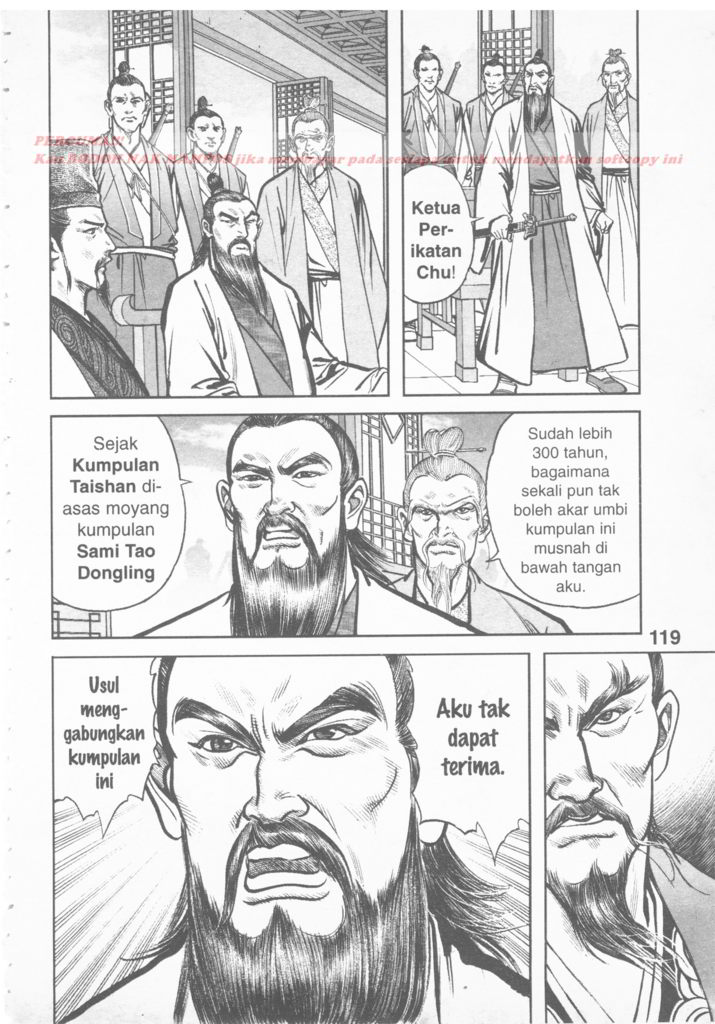 PERCUMA!
Kau BODOH NAK MAMPOS jika membayar pada sesiapa untuk mendapatkan softcopy ini
Ketua
Per-
ikatan
Chu!
Sejak
Kumpulan
Taishan di-
asas moyang
kumpulan
Sami Tao
Dongling
Sudah lebih
300 tahun,
bagaimana
sekali pun tak
boleh akar umbi
kumpulan ini
musnah di
bawah tangan
aku.
119
Usul
meng-
gabungkan
kumpulan
ini
Aku tak
dapat
terima.